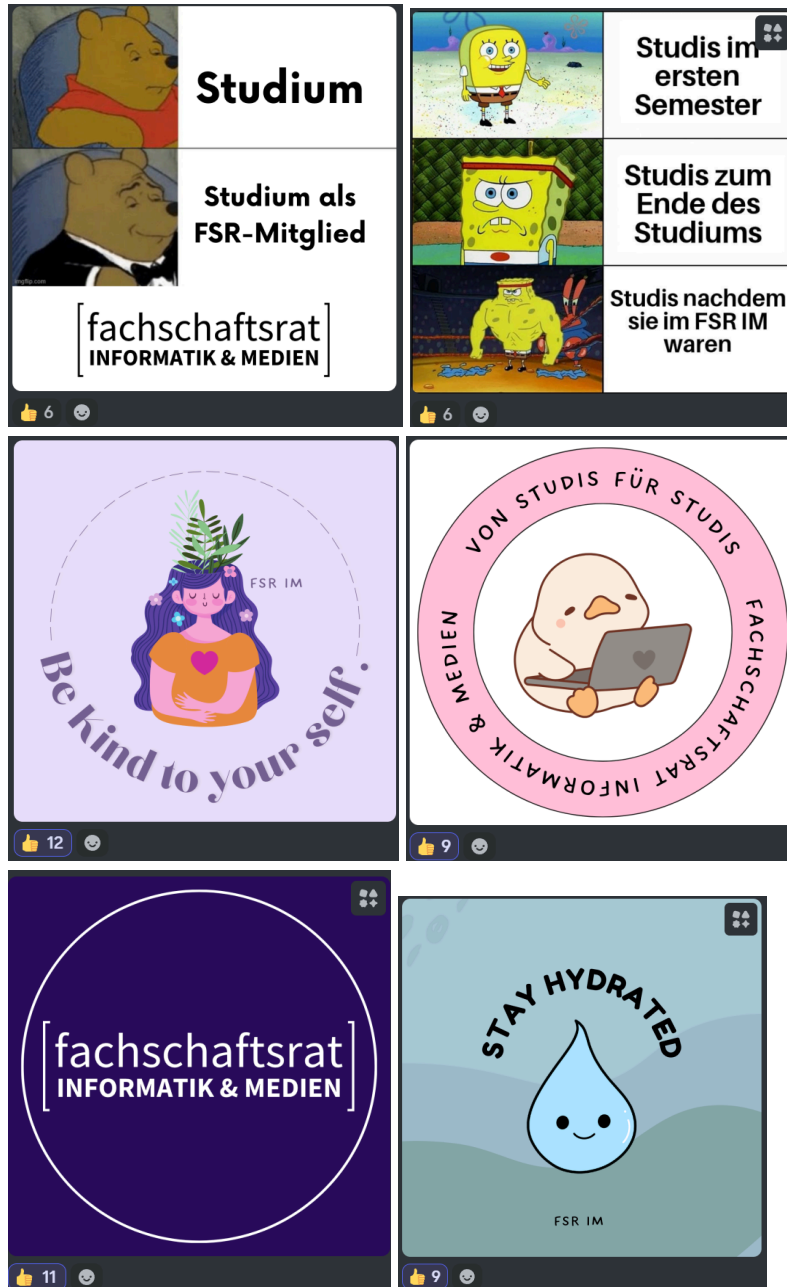 Studium
Studium als
FSR-Mitglied
imgflip.com
[fachschaftsrat
INFORMATIK & MEDIEN]
6
Studis im
ersten
Semester
Studis zum
Ende des
Studiums
Studis nachdem
sie im FSR IM
waren
6
FSR IM
Be kind to your self.
12
VON STUDIS FÜR STUDIS
FACHSCHAFTSRAT INFORMATIK & MEDIEN
9
[fachschaftsrat
INFORMATIK & MEDIEN]
11
STAY HYDRATED
FSR IM
9